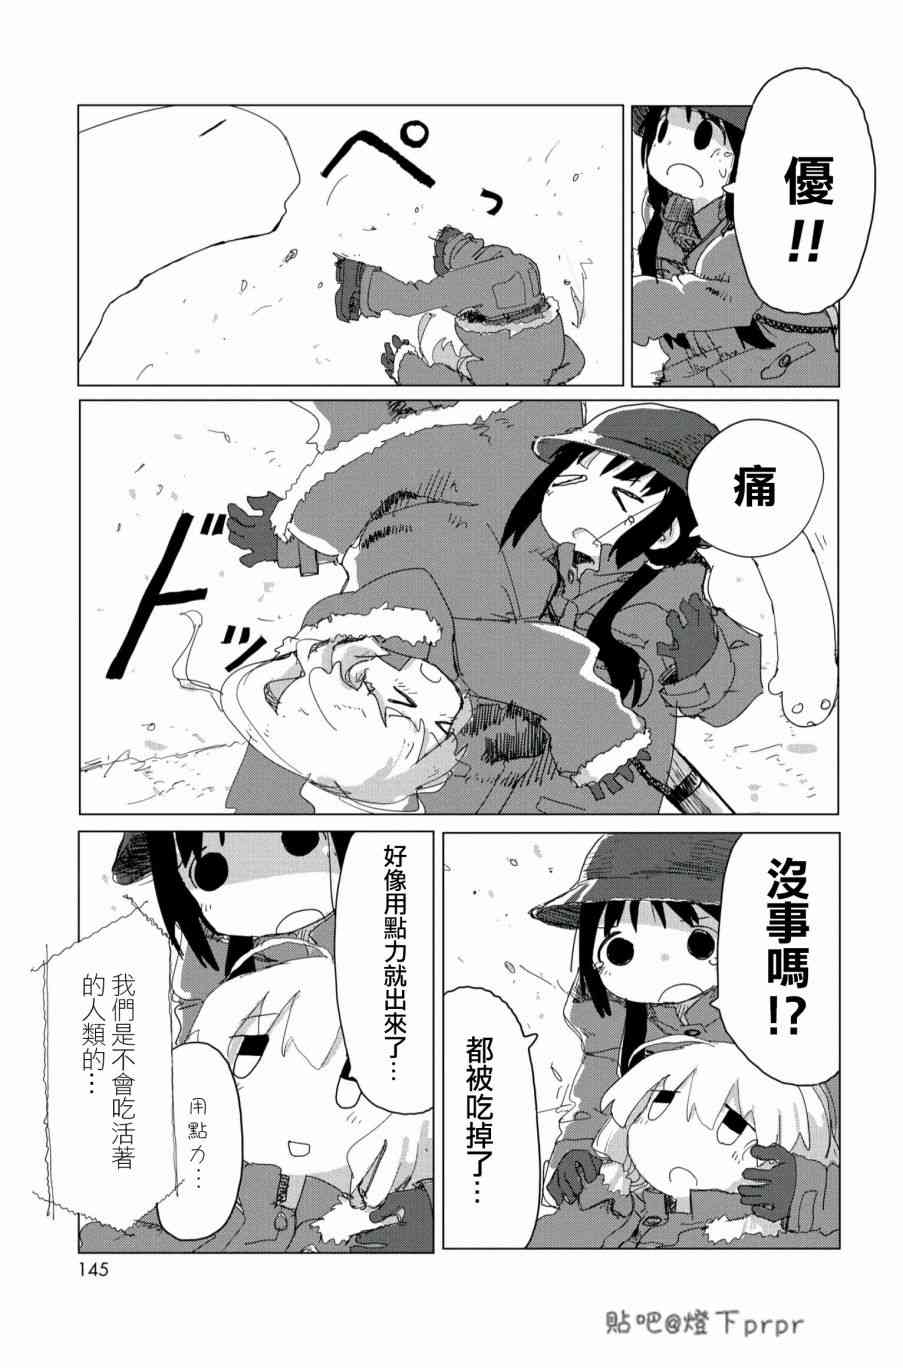 優!!
ペッ
痛
ドッ
沒事嗎!?
都被吃掉了…
好像用點力就出來了…
用點力…
我們是不會吃活著
的人類的…
145
貼吧@燈下prpr